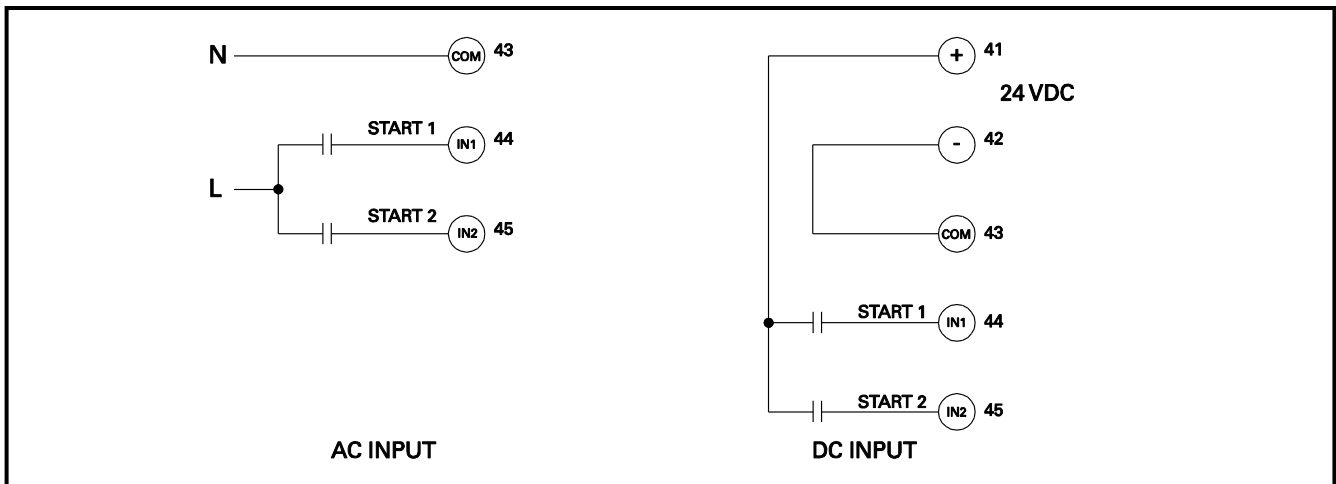 N COM 43
START 1 IN1 44
L
START 2 IN2 45
AC INPUT
+ 41
24 VDC
- 42
COM 43
START 1 IN1 44
START 2 IN2 45
DC INPUT